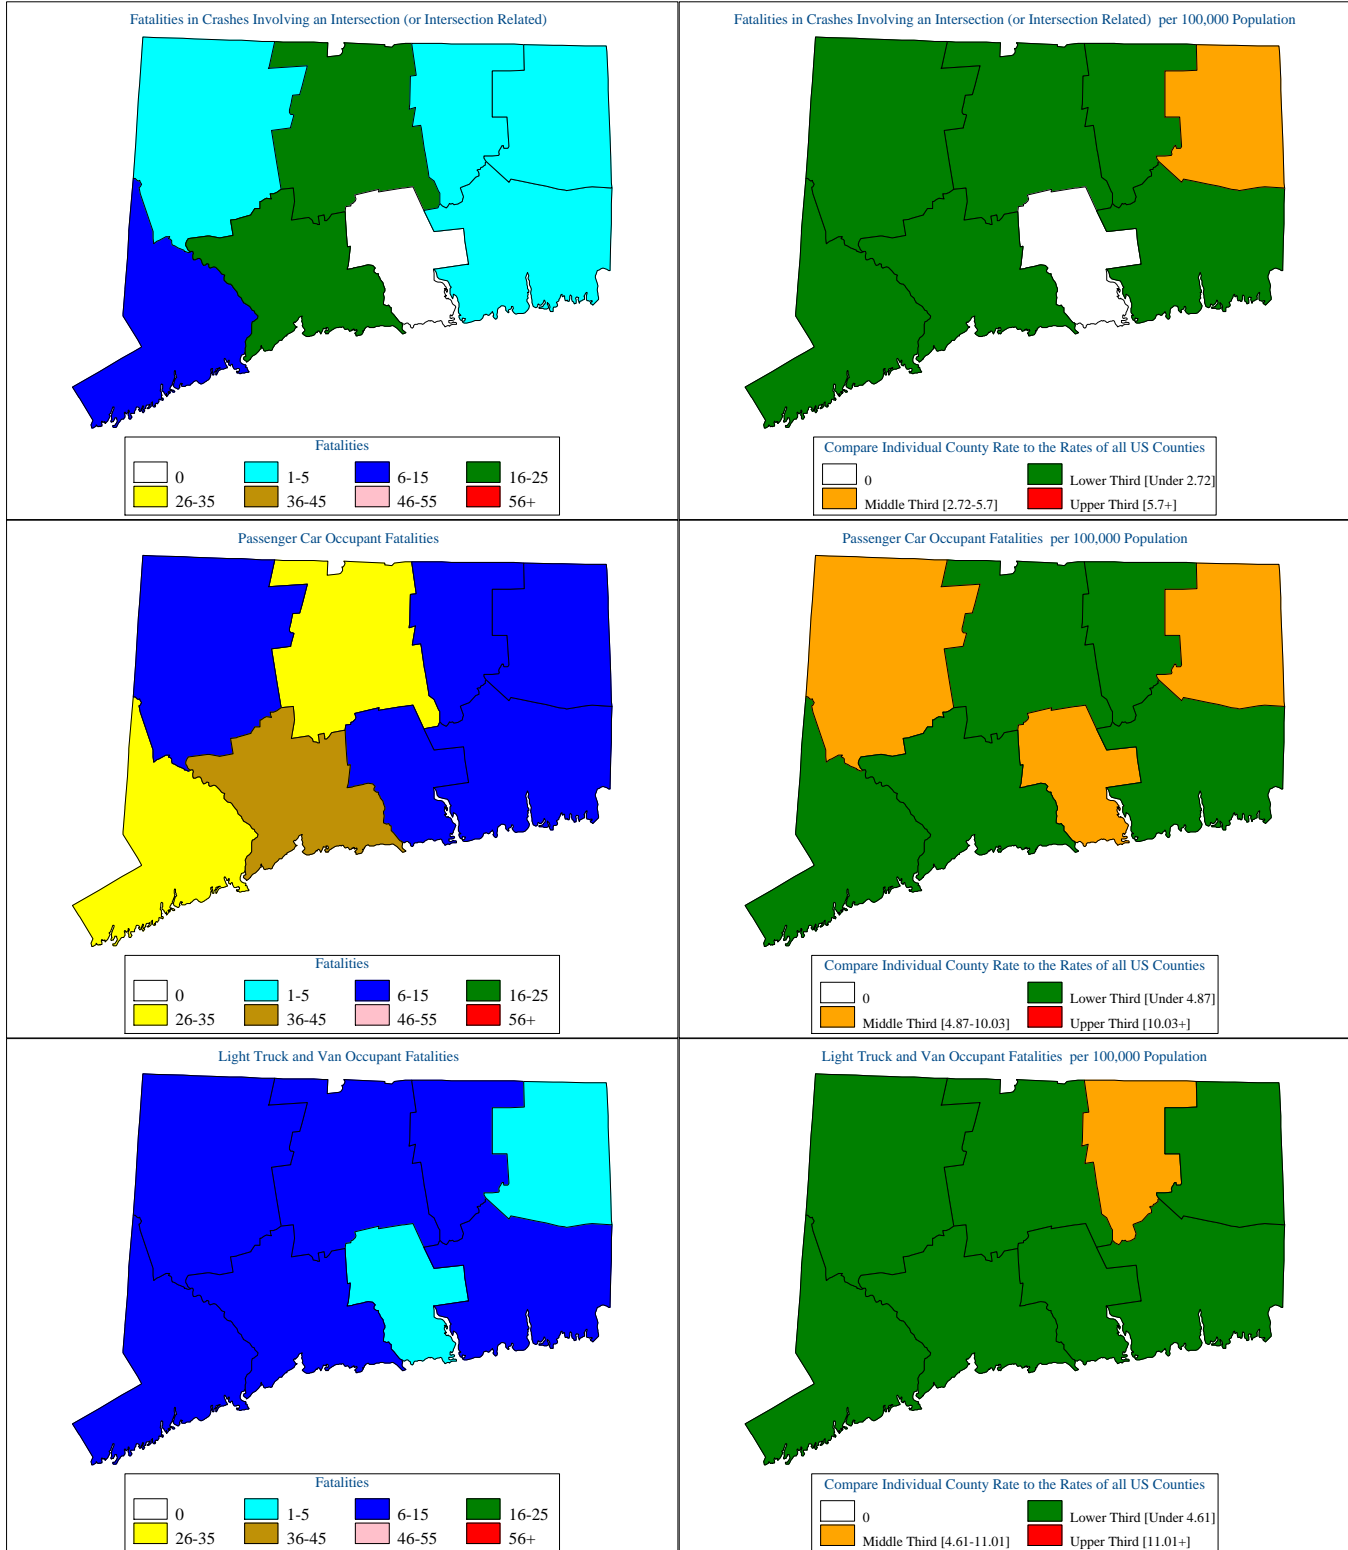 Fatalities in Crashes Involving an Intersection (or Intersection Related)
Fatalities
0
1-5
6-15
16-25
26-35
36-45
46-55
56+
Fatalities in Crashes Involving an Intersection (or Intersection Related) per 100,000 Population
Compare Individual County Rate to the Rates of all US Counties
0
Lower Third [Under 2.72]
Middle Third [2.72-5.7]
Upper Third [5.7+]
Passenger Car Occupant Fatalities
Fatalities
0
1-5
6-15
16-25
26-35
36-45
46-55
56+
Passenger Car Occupant Fatalities per 100,000 Population
Compare Individual County Rate to the Rates of all US Counties
0
Lower Third [Under 4.87]
Middle Third [4.87-10.03]
Upper Third [10.03+]
Light Truck and Van Occupant Fatalities
Fatalities
0
1-5
6-15
16-25
26-35
36-45
46-55
56+
Light Truck and Van Occupant Fatalities per 100,000 Population
Compare Individual County Rate to the Rates of all US Counties
0
Lower Third [Under 4.61]
Middle Third [4.61-11.01]
Upper Third [11.01+]